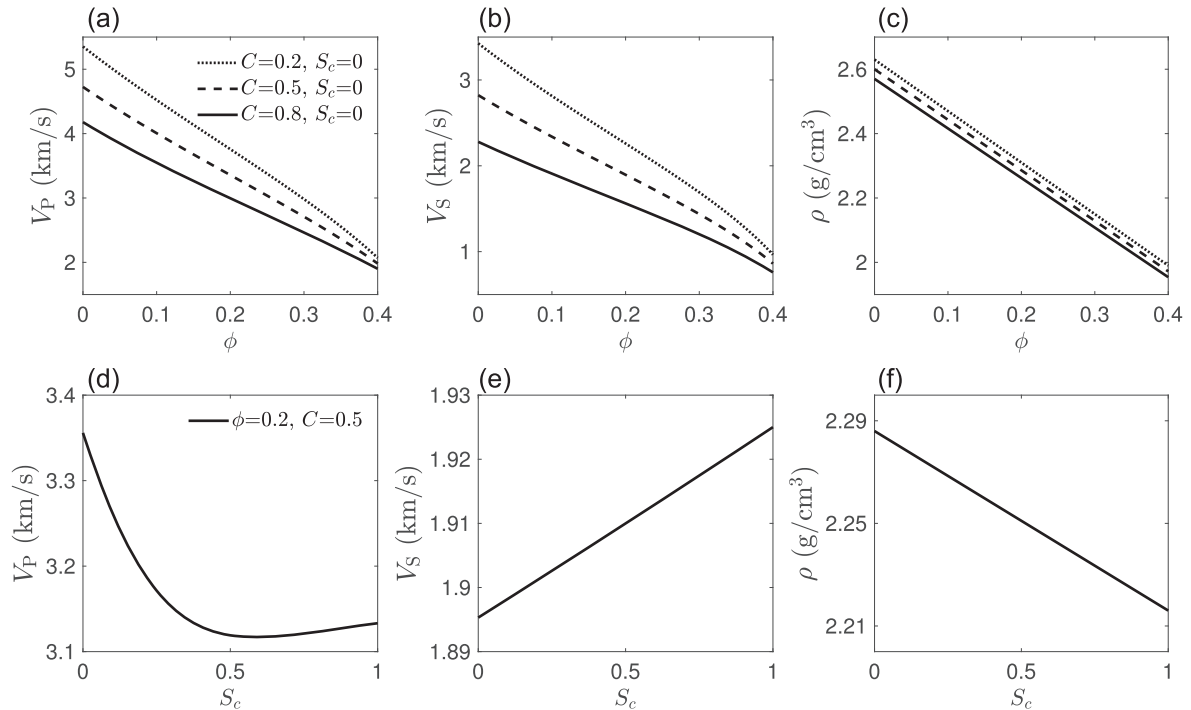 (a)
V_P (km/s)
5
4
3
2
0 0.1 0.2 0.3 0.4
ϕ
C=0.2, S_c=0
C=0.5, S_c=0
C=0.8, S_c=0
(b)
V_S (km/s)
3
2
1
0 0.1 0.2 0.3 0.4
ϕ
(c)
ρ (g/cm³)
2.6
2.4
2.2
2
0 0.1 0.2 0.3 0.4
ϕ
(d)
V_P (km/s)
3.4
3.3
3.2
3.1
0 0.5 1
S_c
ϕ=0.2, C=0.5
(e)
V_S (km/s)
1.93
1.92
1.91
1.9
1.89
0 0.5 1
S_c
(f)
ρ (g/cm³)
2.29
2.25
2.21
0 0.5 1
S_c